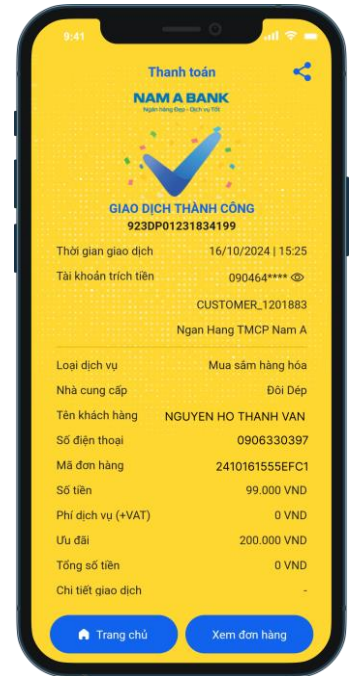 9:41
Thanh toán
NAM A BANK
Ngân hàng Đẹp - Dịch vụ Tốt
GIAO DỊCH THÀNH CÔNG
923DP01231834199
Thời gian giao dịch 16/10/2024 | 15:25
Tài khoản trích tiền 090464****
CUSTOMER_1201883
Ngan Hang TMCP Nam A
Loại dịch vụ Mua sắm hàng hóa
Nhà cung cấp Đôi Dép
Tên khách hàng NGUYEN HO THANH VAN
Số điện thoại 0906330397
Mã đơn hàng 2410161555EFC1
Số tiền 99.000 VND
Phí dịch vụ (+VAT) 0 VND
Ưu đãi 200.000 VND
Tổng số tiền 0 VND
Chi tiết giao dịch -
Trang chủ Xem đơn hàng